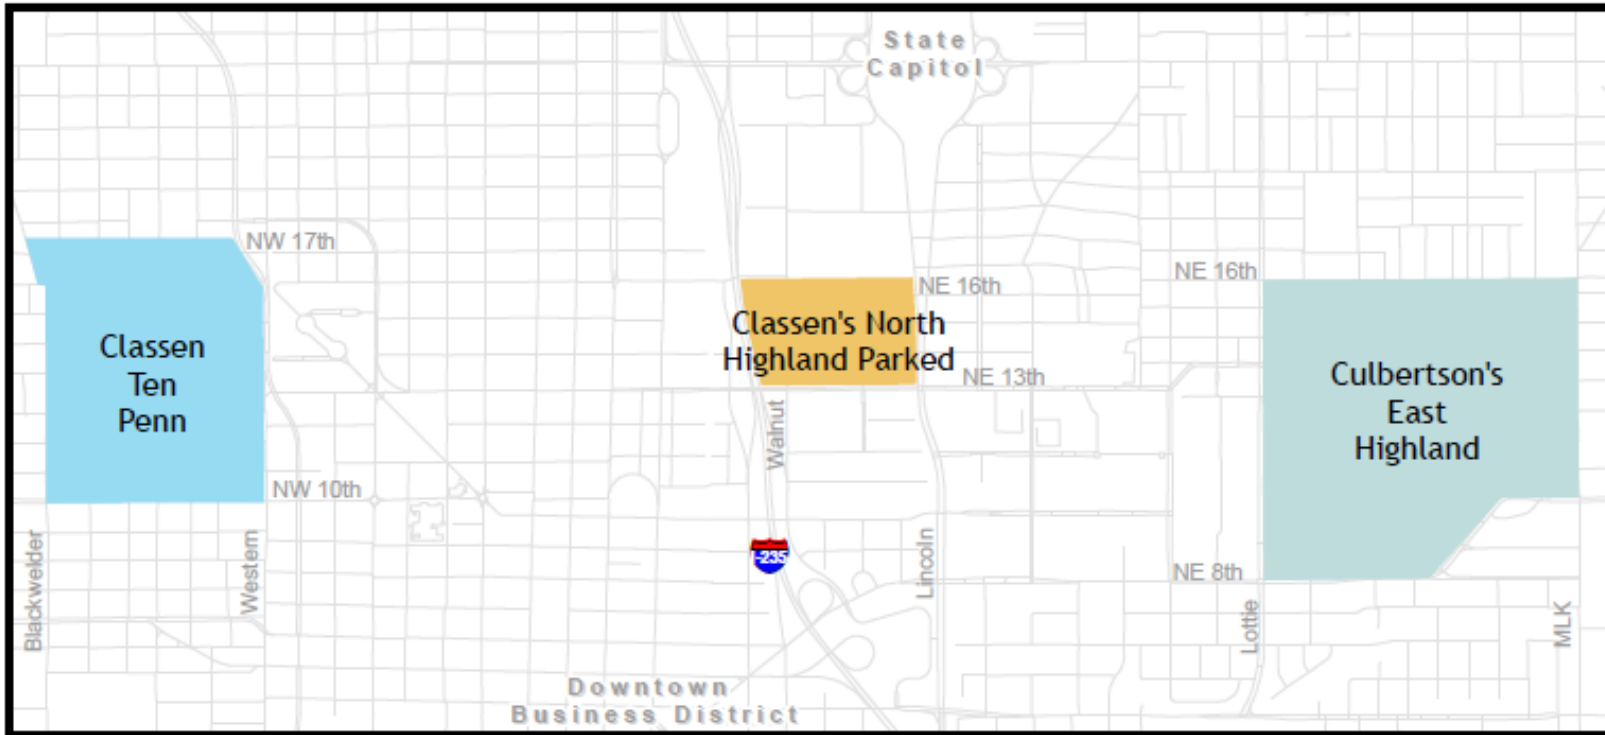 State
Capitol
NW 17th
NE 16th
NE 16th
Classen's North
Highland Parked
Classen
Ten
Penn
NE 13th
Culbertson's
East
Highland
Walnut
NW 10th
Blackwelder
Western
I-235
Lincoln
NE 8th
Lottie
MLK
Downtown
Business District